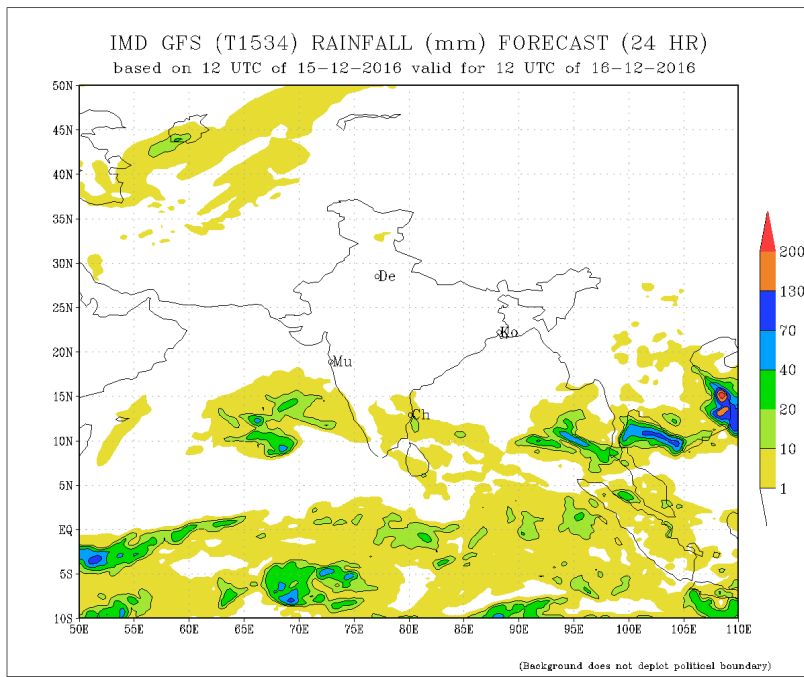 IMD GFS (T1534) RAINFALL (mm) FORECAST (24 HR)
based on 12 UTC of 15-12-2016 valid for 12 UTC of 16-12-2016
50N
45N
40N
35N
30N
25N
20N
15N
10N
5N
EQ
5S
10S
50E 55E 60E 65E 70E 75E 80E 85E 90E 95E 100E 105E 110E
De
Ko
Mu
Ch
200
130
70
40
20
10
1
(Background does not depict political boundary)